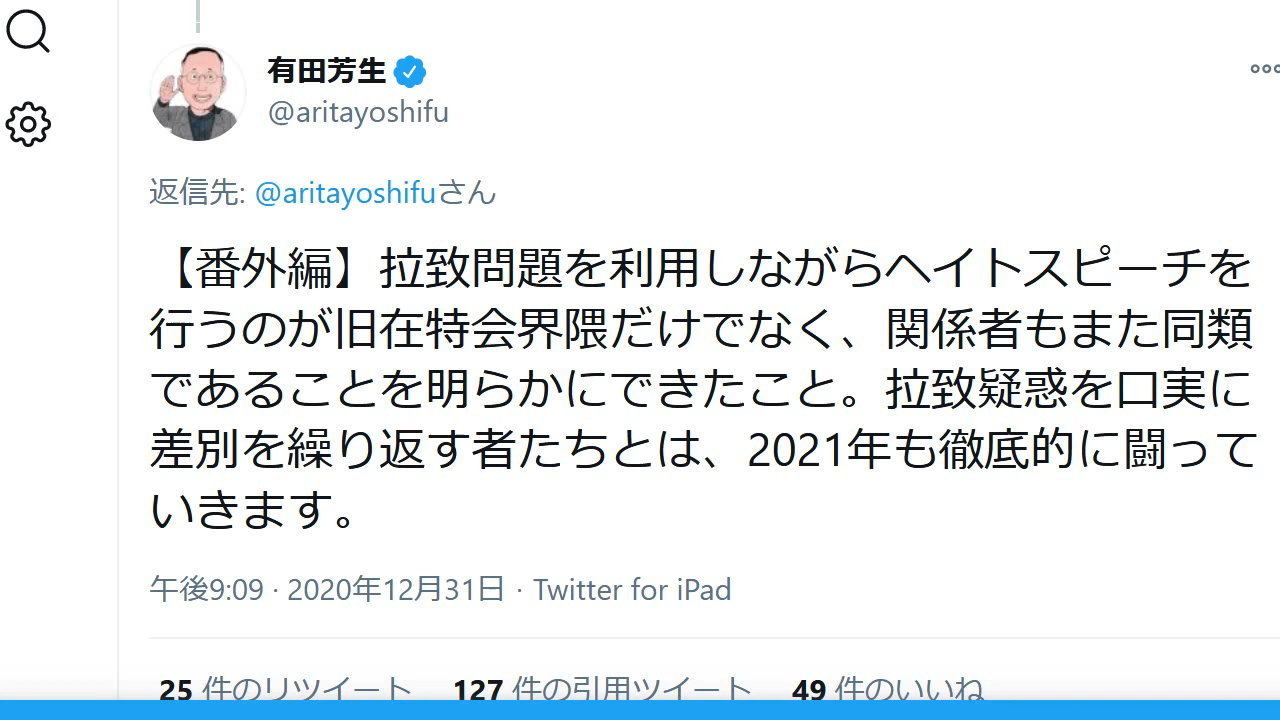 有田芳生
@aritayoshifu
返信先: @aritayoshifuさん
【番外編】拉致問題を利用しながらヘイトスピーチを
行うのが旧在特会界隈だけでなく、関係者もまた同類
であることを明らかにできたこと。拉致疑惑を口実に
差別を繰り返す者たちとは、2021年も徹底的に闘って
いきます。
午後9:09 · 2020年12月31日 · Twitter for iPad
25 件のリツイート 127 件の引用ツイート 49 件のいいね